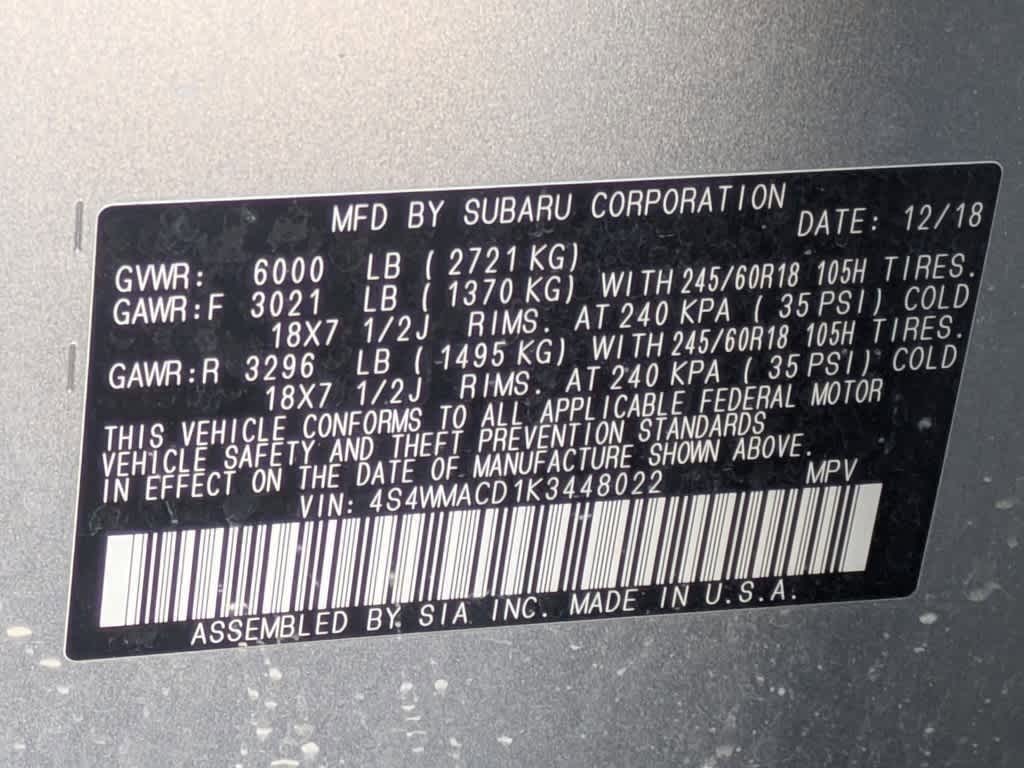 MFD BY SUBARU CORPORATION DATE: 12/18
GVWR: 6000 LB ( 2721 KG)
GAWR:F 3021 LB ( 1370 KG) WITH 245/60R18 105H TIRES.
18X7 1/2J RIMS. AT 240 KPA ( 35 PSI) COLD
GAWR:R 3296 LB ( 1495 KG) WITH 245/60R18 105H TIRES.
18X7 1/2J RIMS. AT 240 KPA ( 35 PSI) COLD
THIS VEHICLE CONFORMS TO ALL APPLICABLE FEDERAL MOTOR
VEHICLE SAFETY AND THEFT PREVENTION STANDARDS
IN EFFECT ON THE DATE OF MANUFACTURE SHOWN ABOVE.
VIN: 4S4WMACD1K3448022 MPV
ASSEMBLED BY SIA INC. MADE IN U.S.A.